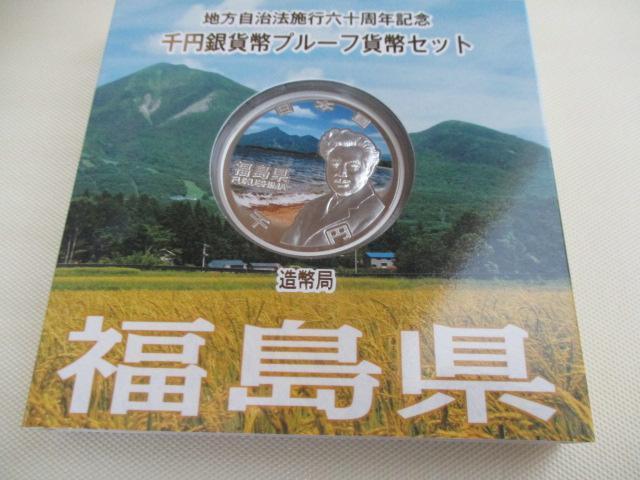 地方自治法施行六十周年記念
千円銀貨幣プルーフ貨幣セット
日本国
福島県
FUKUSHIMA
千円
造幣局
福島県